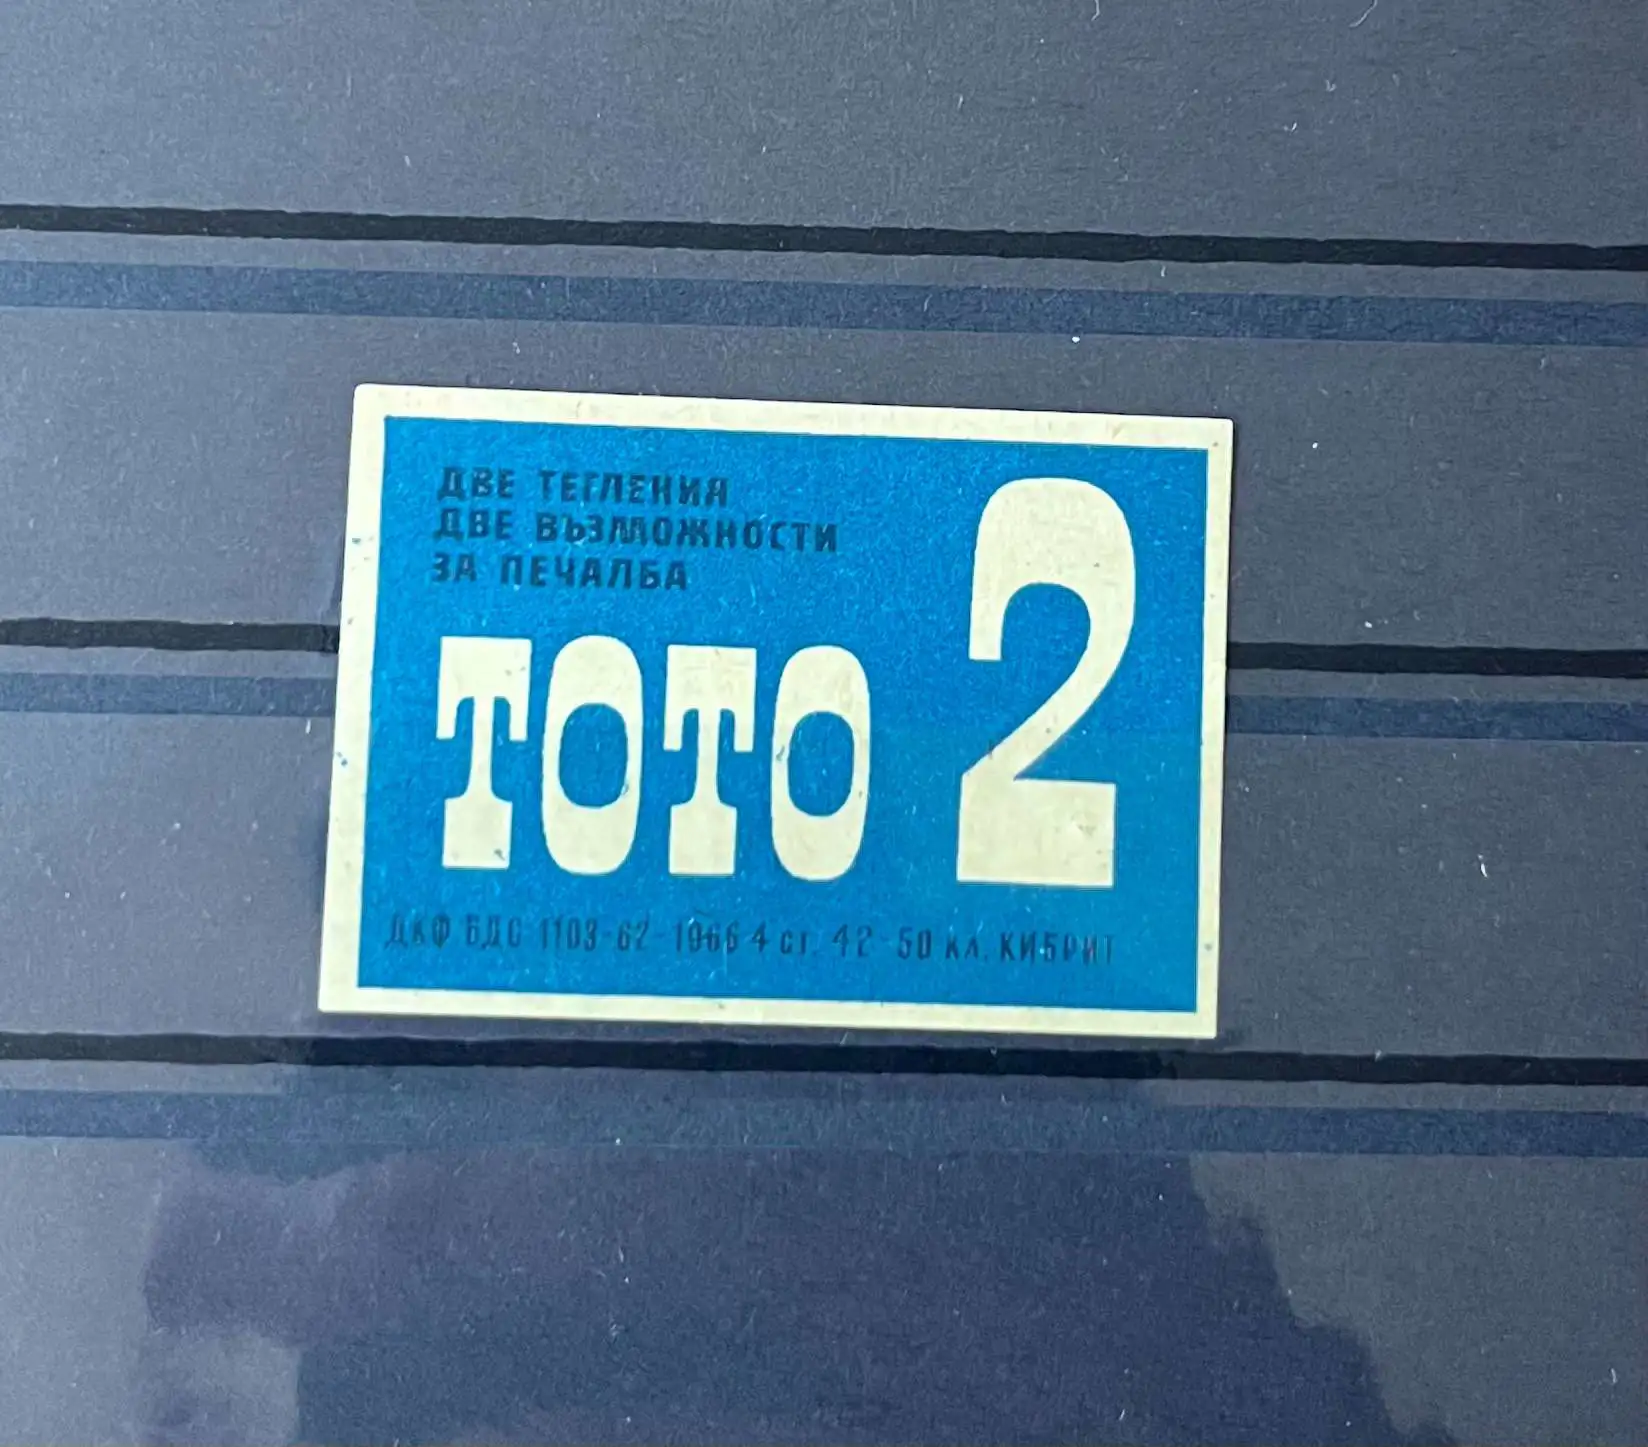 ДВЕ ТЕГЛЕНИЯ
ДВЕ ВЪЗМОЖНОСТИ
ЗА ПЕЧАЛБА
ТОТО 2
ДКФ БДС 1103-62-1966 4 ст. 42-50 кл. КИБРИТ